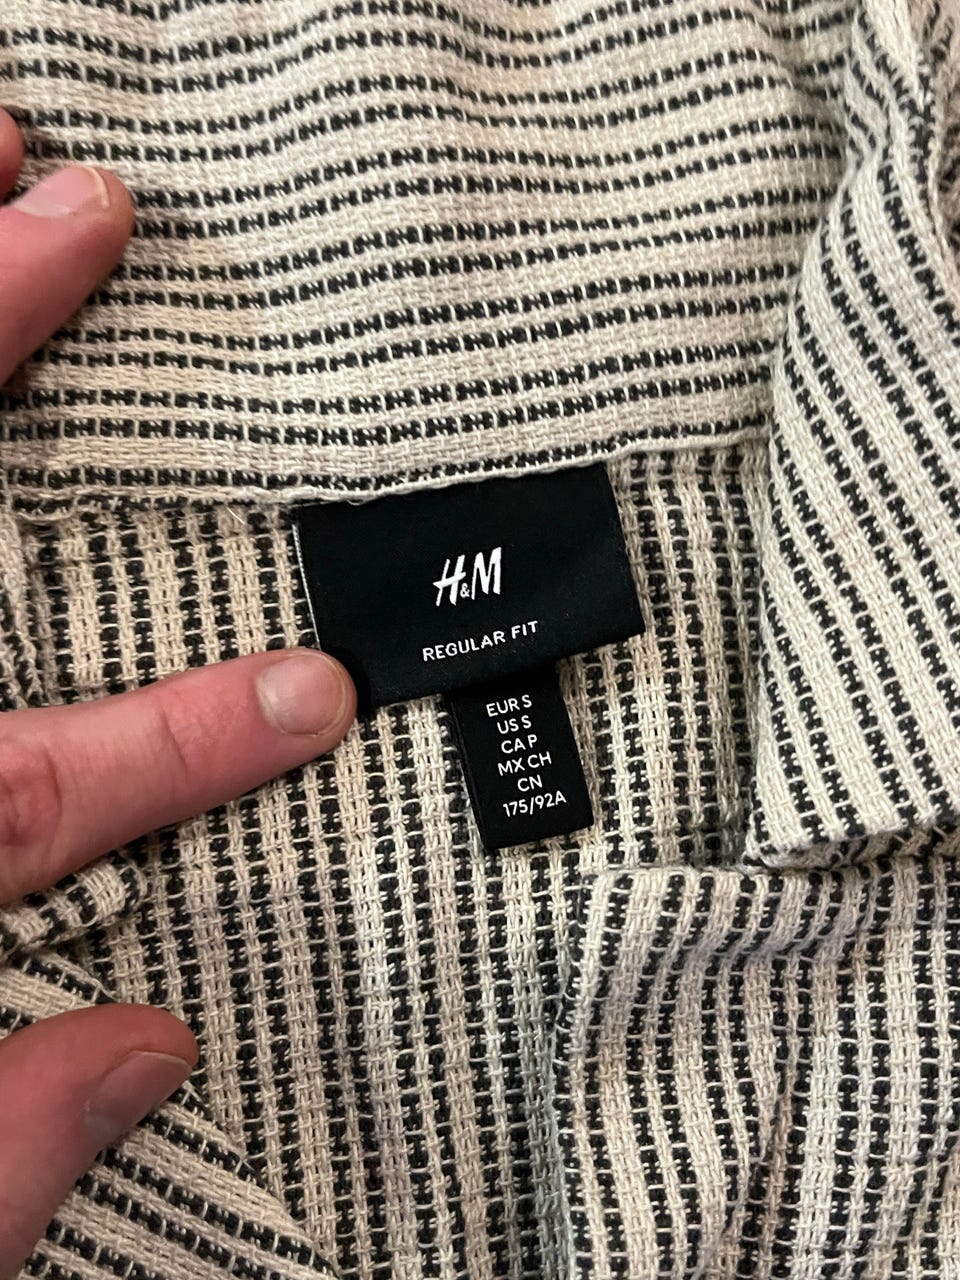 H&M
REGULAR FIT
EUR S
US S
CA P
MX CH
CN
175/92A